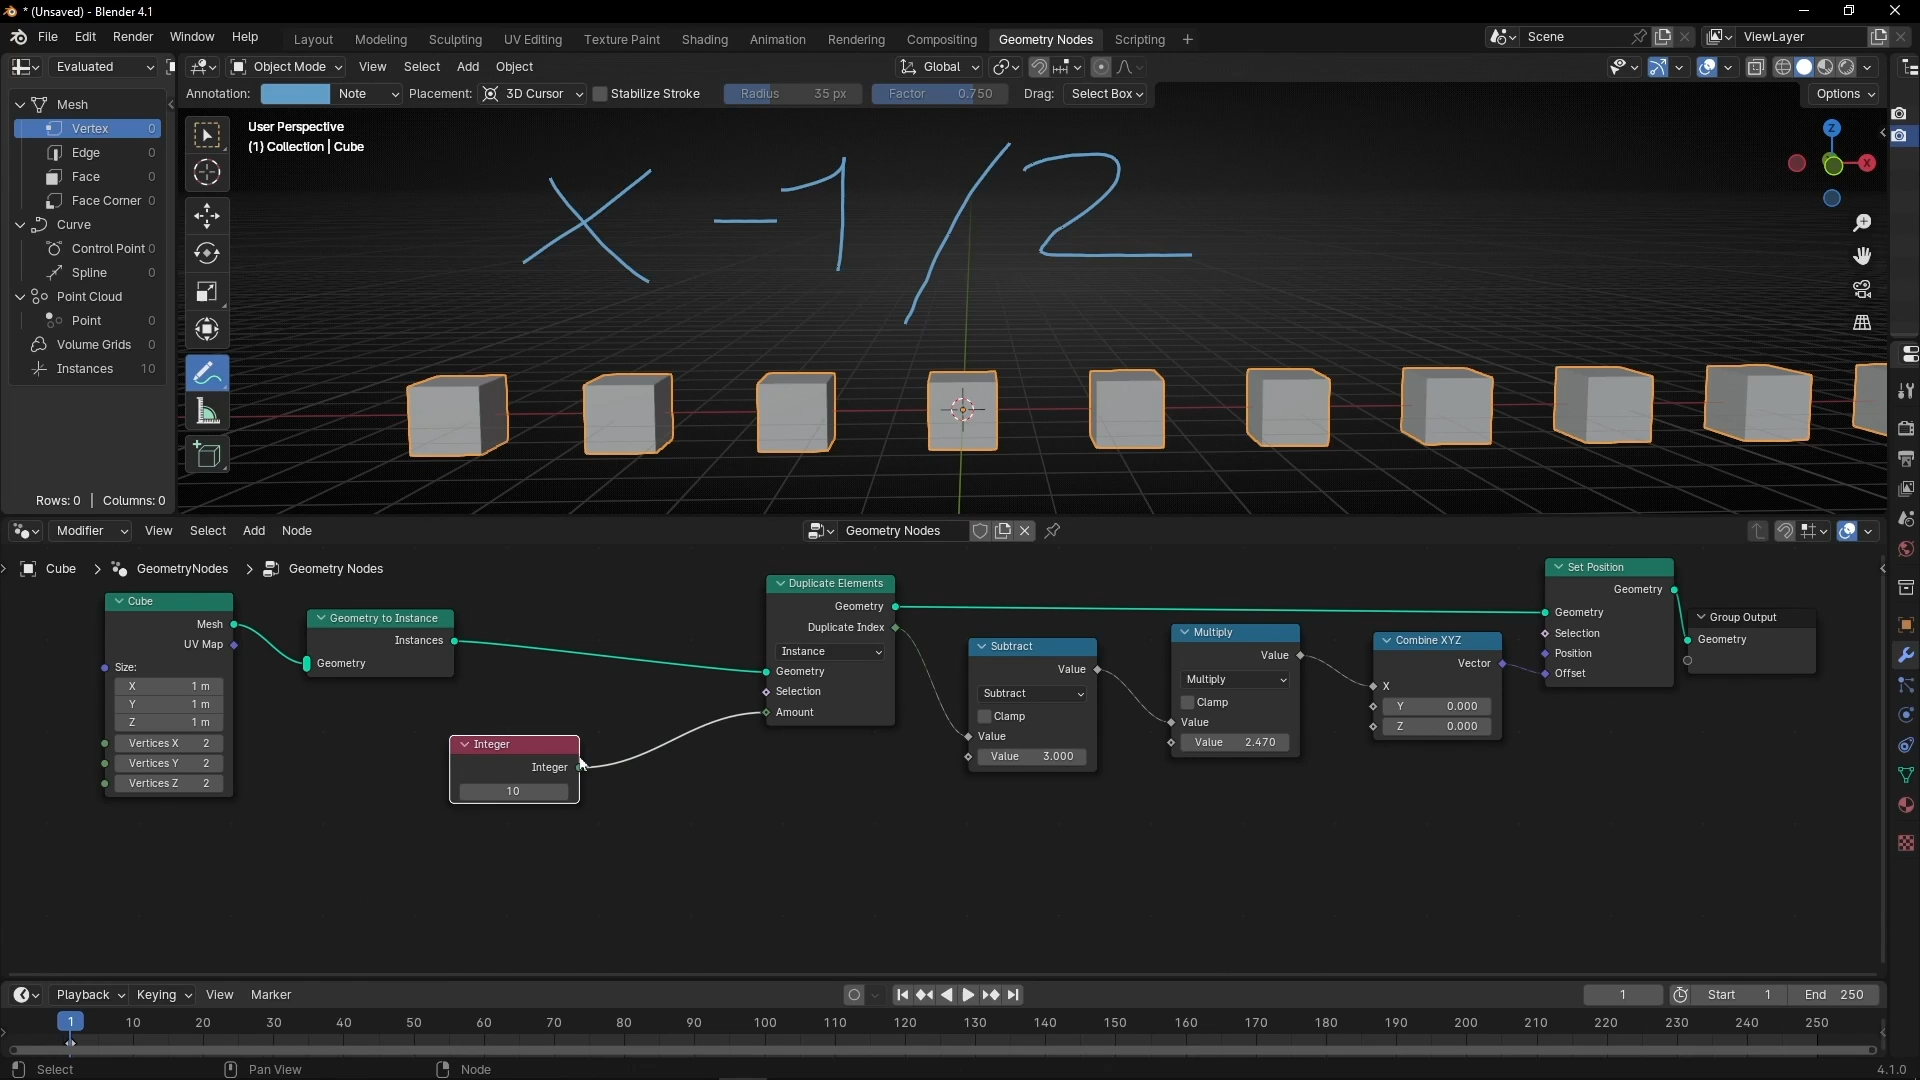 * (Unsaved) - Blender 4.1
File Edit Render Window Help Layout Modeling Sculpting UV Editing Texture Paint Shading Animation Rendering Compositing Geometry Nodes Scripting + Scene ViewLayer
Evaluated Object Mode View Select Add Object Global
Annotation: Note Placement: 3D Cursor Stabilize Stroke Radius 35 px Factor 0.750 Drag: Select Box Options
Mesh
Vertex 0
Edge 0
Face 0
Face Corner 0
Curve
Control Point 0
Spline 0
Point Cloud
Point 0
Volume Grids
Instances 10
Rows: 0 | Columns: 0
User Perspective
(1) Collection | Cube
Z
X
x -1/2
Modifier View Select Add Node Geometry Nodes
Cube > GeometryNodes > Geometry Nodes
Cube
Mesh
UV Map
Size:
X 1 m
Y 1 m
Z 1 m
Vertices X 2
Vertices Y 2
Vertices Z 2
Geometry to Instance
Instances
Geometry
Integer
Integer
10
Duplicate Elements
Geometry
Duplicate Index
Instance
Geometry
Selection
Amount
Subtract
Value
Subtract
Clamp
Value
Value 3.000
Multiply
Value
Multiply
Clamp
Value
Value 2.470
Combine XYZ
Vector
X
Y 0.000
Z 0.000
Set Position
Geometry
Geometry
Selection
Position
Offset
Group Output
Geometry
Playback Keying View Marker 1 Start 1 End 250
1 10 20 30 40 50 60 70 80 90 100 110 120 130 140 150 160 170 180 190 200 210 220 230 240 250
Select Pan View Node 4.1.0